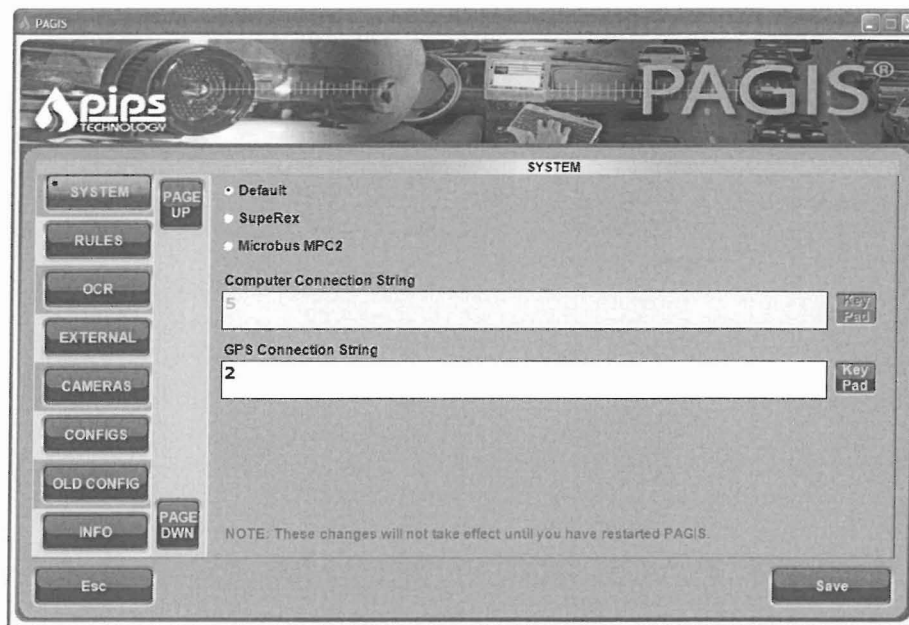 PAGIS
pips
TECHNOLOGY
PAGIS®
SYSTEM
SYSTEM
RULES
OCR
EXTERNAL
CAMERAS
CONFIGS
OLD CONFIG
INFO
PAGE
UP
PAGE
DWN
Default
SupeRex
Microbus MPC2
Computer Connection String
5
Key
Pad
GPS Connection String
2
Key
Pad
NOTE: These changes will not take effect until you have restarted PAGIS.
Esc
Save